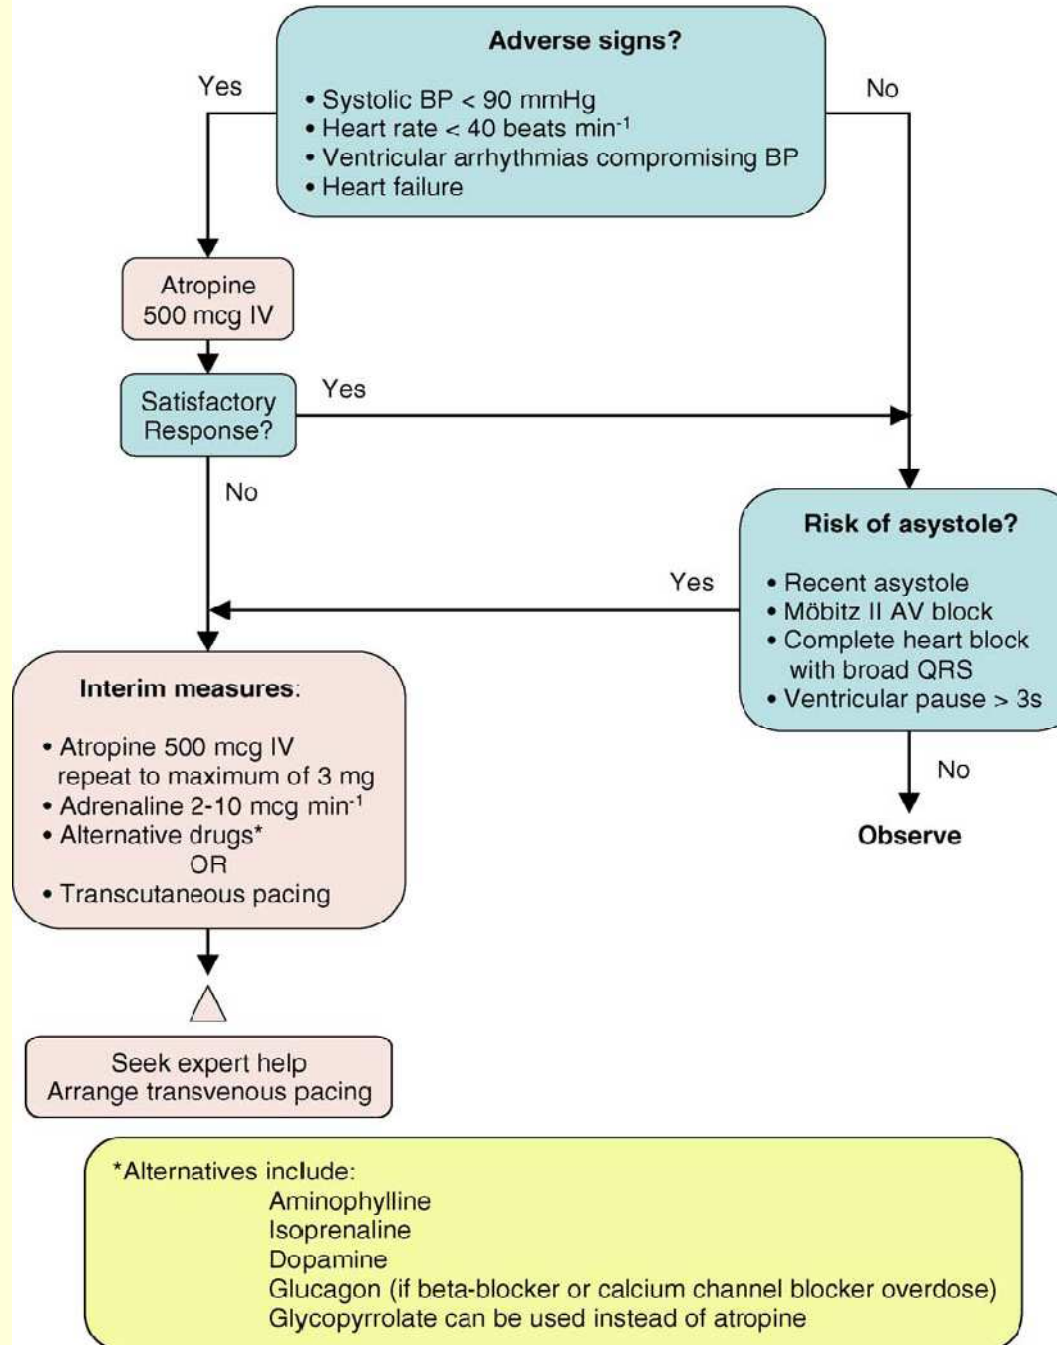 Adverse signs?
Yes
No
• Systolic BP < 90 mmHg
• Heart rate < 40 beats min⁻¹
• Ventricular arrhythmias compromising BP
• Heart failure
Atropine
500 mcg IV
Satisfactory
Response?
Yes
No
Risk of asystole?
• Recent asystole
• Möbitz II AV block
• Complete heart block
with broad QRS
• Ventricular pause > 3s
Yes
No
Observe
Interim measures:
• Atropine 500 mcg IV
repeat to maximum of 3 mg
• Adrenaline 2-10 mcg min⁻¹
• Alternative drugs*
OR
• Transcutaneous pacing
Seek expert help
Arrange transvenous pacing
*Alternatives include:
Aminophylline
Isoprenaline
Dopamine
Glucagon (if beta-blocker or calcium channel blocker overdose)
Glycopyrrolate can be used instead of atropine